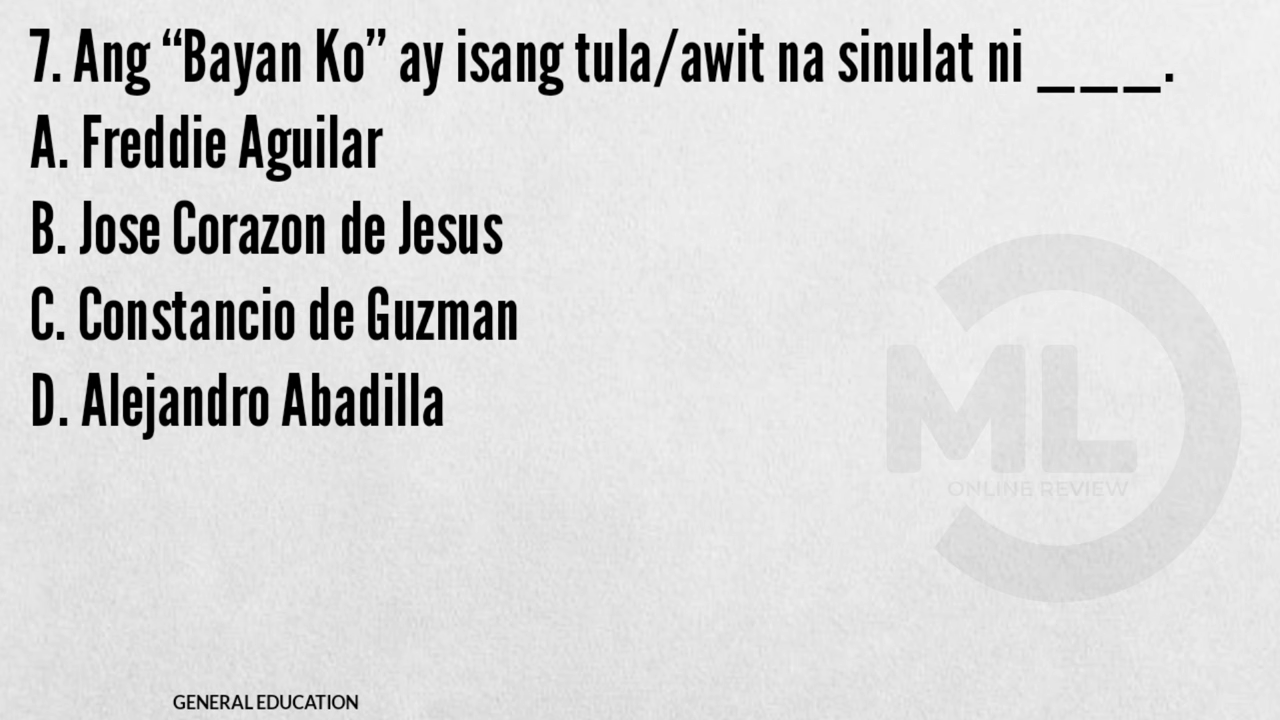 7. Ang “Bayan Ko” ay isang tula/awit na sinulat ni ___.
A. Freddie Aguilar
B. Jose Corazon de Jesus
C. Constancio de Guzman
D. Alejandro Abadilla
ML
ONLINE REVIEW
GENERAL EDUCATION